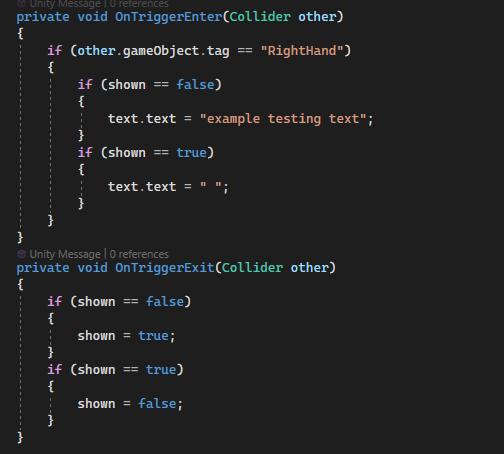 Unity Message | 0 references
private void OnTriggerEnter(Collider other)
{
if (other.gameObject.tag == "RightHand")
{
if (shown == false)
{
text.text = "example testing text";
}
if (shown == true)
{
text.text = " ";
}
}
}
Unity Message | 0 references
private void OnTriggerExit(Collider other)
{
if (shown == false)
{
shown = true;
}
if (shown == true)
{
shown = false;
}
}